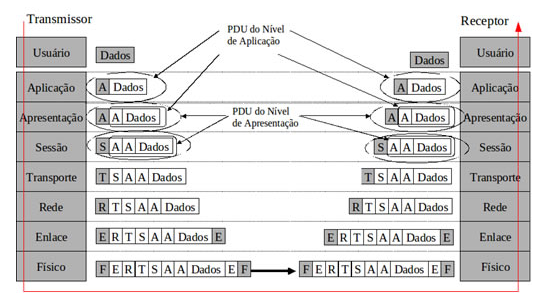 Transmissor
Receptor
PDU do Nível
de Aplicação
Usuário
Dados
Dados
Usuário
Aplicação
A Dados
A Dados
Aplicação
Apresentação
A A Dados
PDU do Nível
de Apresentação
A A Dados
Apresentação
Sessão
S A A Dados
S A A Dados
Sessão
Transporte
T S A A Dados
T S A A Dados
Transporte
Rede
R T S A A Dados
R T S A A Dados
Rede
Enlace
E R T S A A Dados E
E R T S A A Dados E
Enlace
Físico
F E R T S A A Dados E F
F E R T S A A Dados E F
Físico